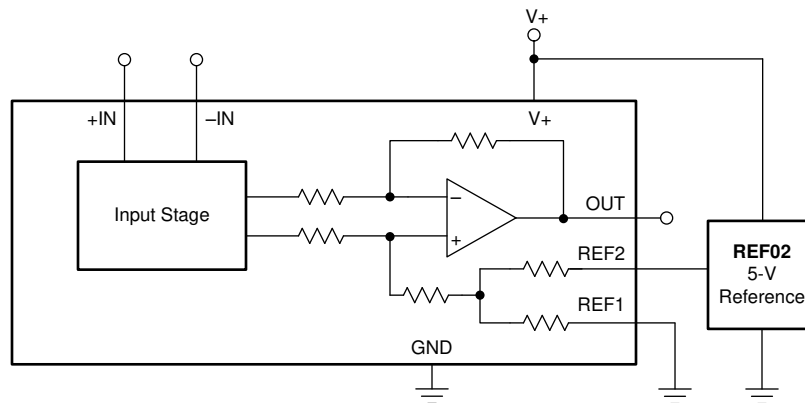 V+
+IN
–IN
V+
Input Stage
–
+
OUT
REF2
REF1
GND
REF02
5-V
Reference